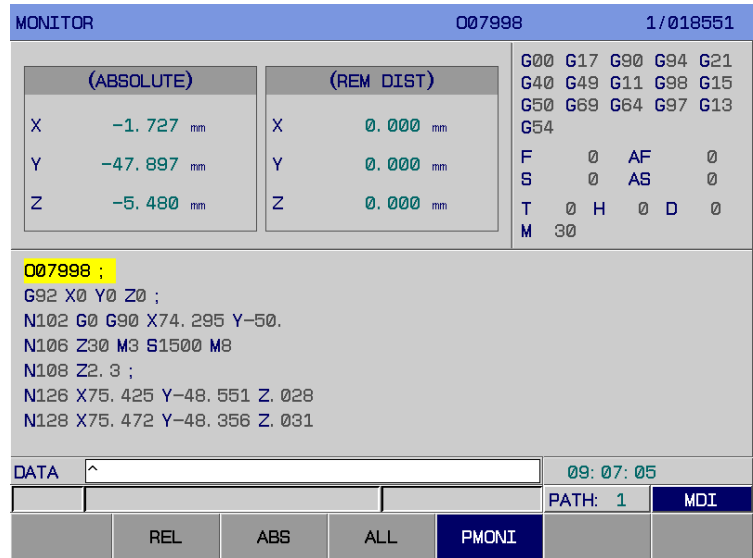 MONITOR O07998 1/018551
(ABSOLUTE)
X -1.727 mm
Y -47.897 mm
Z -5.480 mm
(REM DIST)
X 0.000 mm
Y 0.000 mm
Z 0.000 mm
G00 G17 G90 G94 G21
G40 G49 G11 G98 G15
G50 G69 G64 G97 G13
G54
F 0 AF 0
S 0 AS 0
T 0 H 0 D 0
M 30
O07998 ;
G92 X0 Y0 Z0 ;
N102 G0 G90 X74.295 Y-50.
N106 Z30 M3 S1500 M8
N108 Z2.3 ;
N126 X75.425 Y-48.551 Z.028
N128 X75.472 Y-48.356 Z.031
DATA ^ 09:07:05
PATH: 1 MDI
REL ABS ALL PMONI